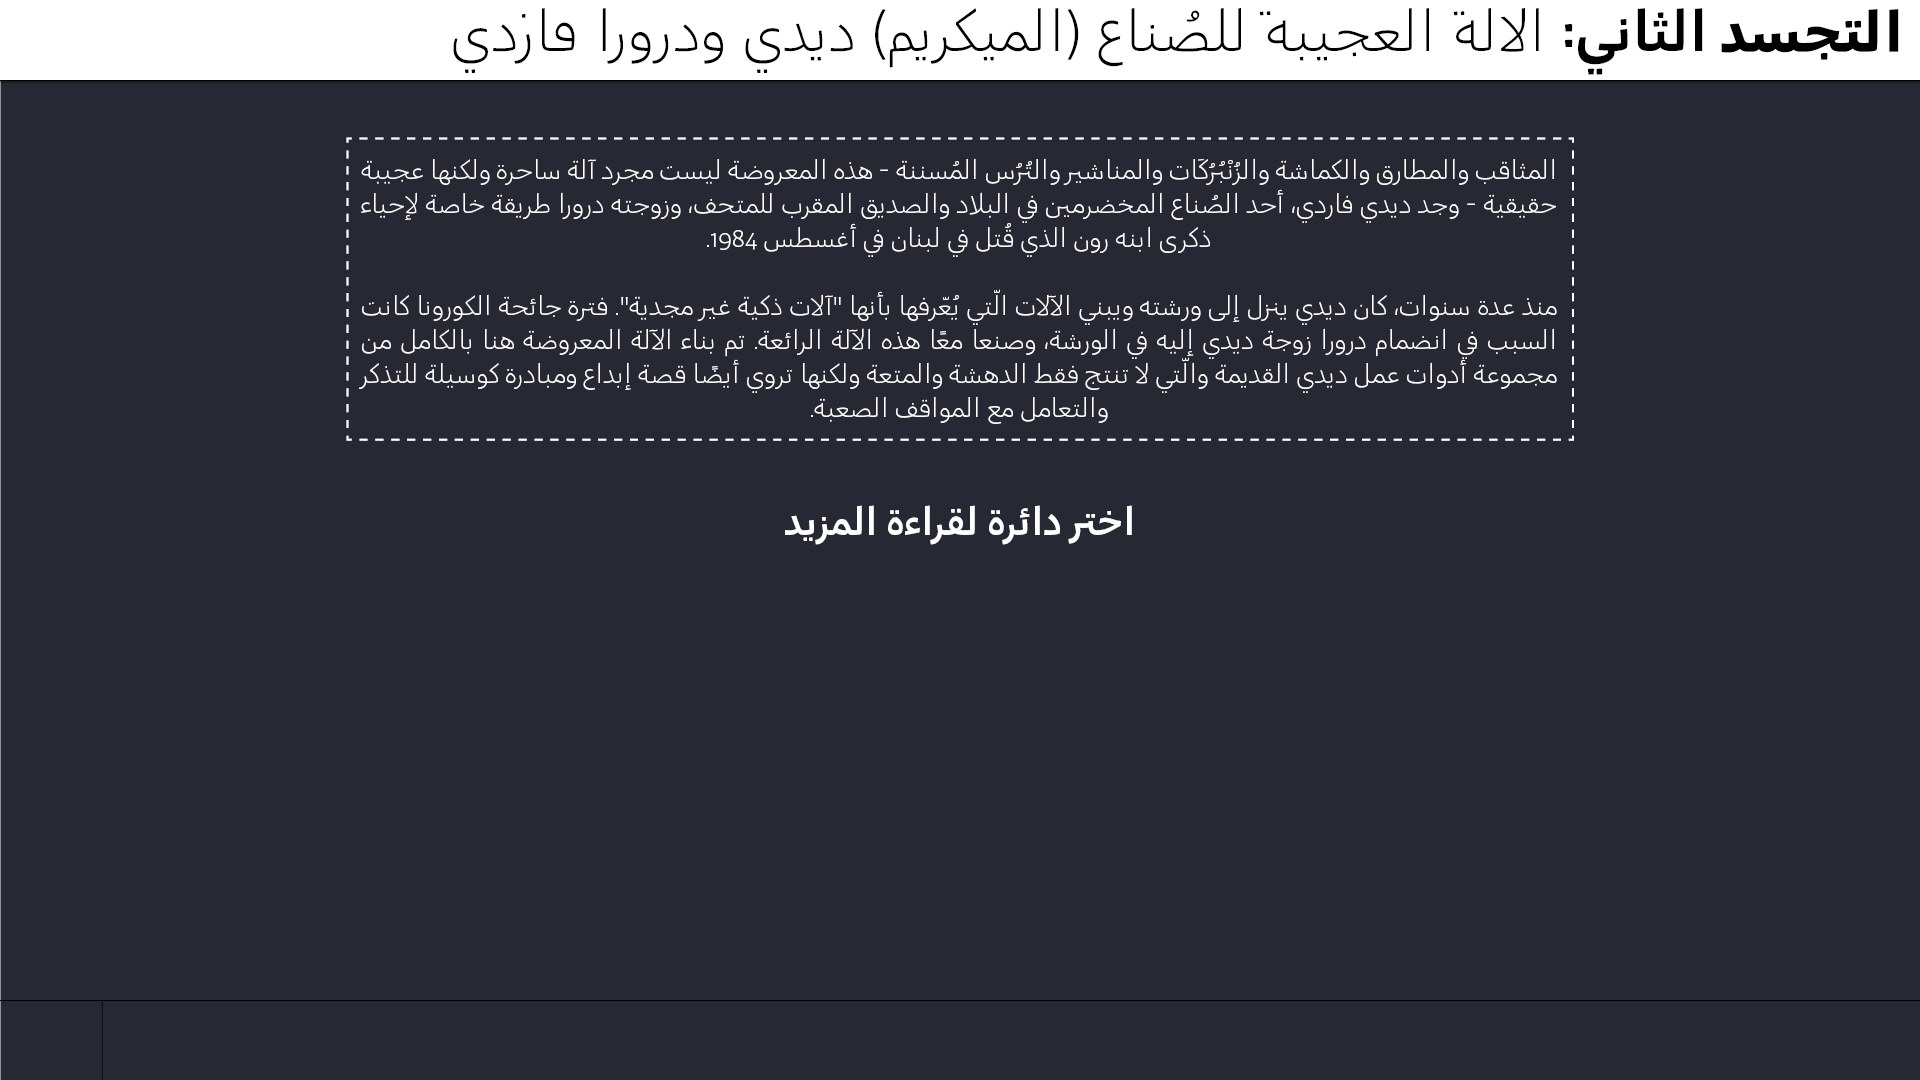 التجسد الثاني: الالة العجيبة للصُناع (الميكريم) ديدي ودرورا فازدي
المثاقب والمطارق والكماشة والزُنْبُرُكَات والمناشير والتُرُس المُسننة - هذه المعروضة ليست مجرد آلة ساحرة ولكنها عجيبة
حقيقية - وجد ديدي فاردي، أحد الصُناع المخضرمين في البلاد والصديق المقرب للمتحف، وزوجته درورا طريقة خاصة لإحياء
ذكرى ابنه رون الذي قُتل في لبنان في أغسطس 1984.
منذ عدة سنوات، كان ديدي ينزل إلى ورشته ويبني الآلات الّتي يُعّرفها بأنها "آلات ذكية غير مجدية". فترة جائحة الكورونا كانت
السبب في انضمام درورا زوجة ديدي إليه في الورشة، وصنعا معًا هذه الآلة الرائعة. تم بناء الآلة المعروضة هنا بالكامل من
مجموعة أدوات عمل ديدي القديمة والّتي لا تنتج فقط الدهشة والمتعة ولكنها تروي أيضًا قصة إبداع ومبادرة كوسيلة للتذكر
والتعامل مع المواقف الصعبة.
اختر دائرة لقراءة المزيد